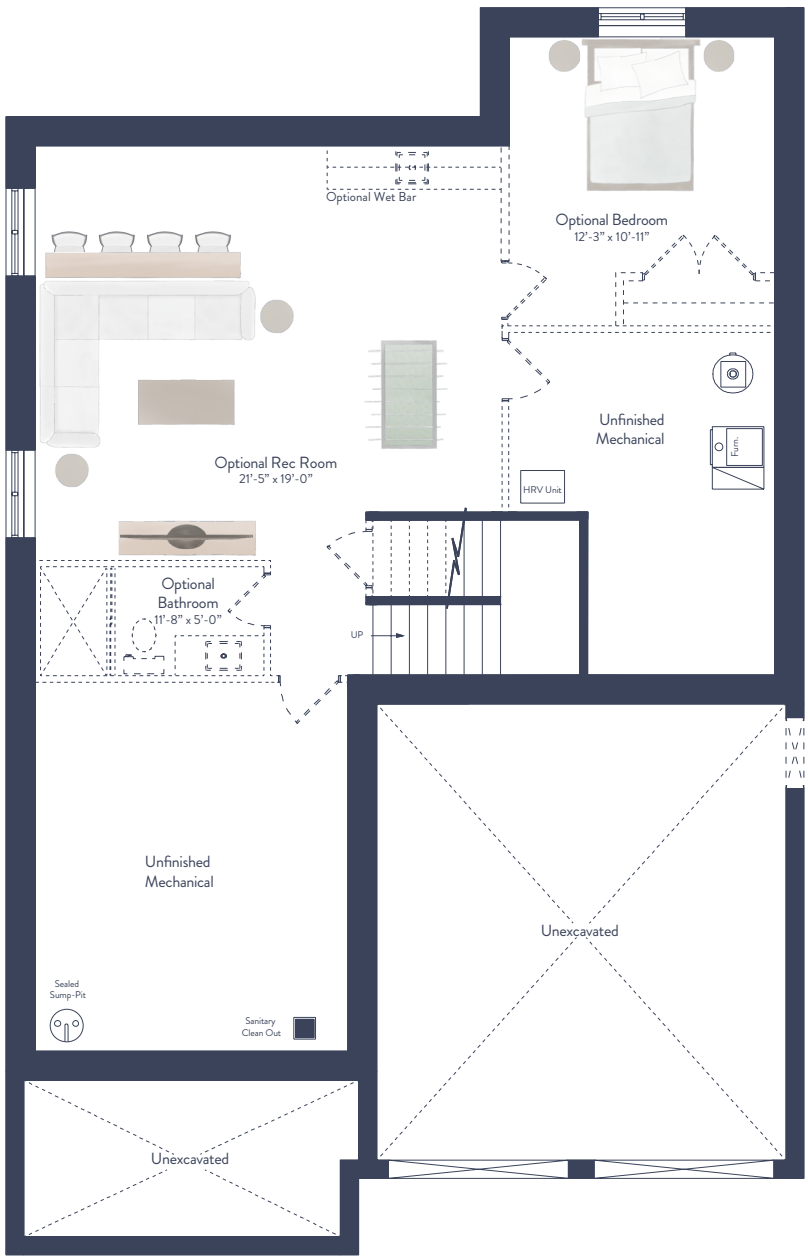 Optional Wet Bar
Optional Bedroom
12'-3" x 10'-11"
Unfinished
Mechanical
Furn.
Optional Rec Room
21'-5" x 19'-0"
HRV Unit
Optional
Bathroom
11'-8" x 5'-0"
UP
Unfinished
Mechanical
Unexcavated
Sealed
Sump-Pit
Sanitary
Clean Out
Unexcavated